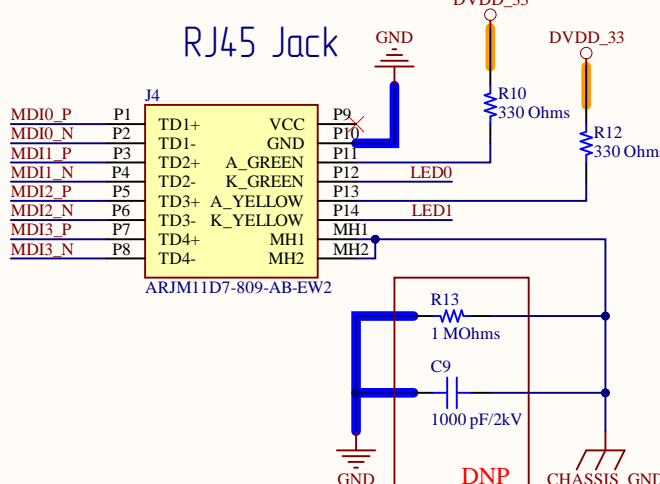 DVDD_33
RJ45 Jack
GND
DVDD_33
J4
R10
330 Ohms
R12
330 Ohms
MDI0_P P1 TD1+ VCC P9
MDI0_N P2 TD1- GND P10
MDI1_P P3 TD2+ A_GREEN P11
MDI1_N P4 TD2- K_GREEN P12 LED0
MDI2_P P5 TD3+ A_YELLOW P13
MDI2_N P6 TD3- K_YELLOW P14 LED1
MDI3_P P7 TD4+ MH1 MH1
MDI3_N P8 TD4- MH2 MH2
ARJM11D7-809-AB-EW2
R13
1 MOhms
C9
1000 pF/2kV
GND
DNP
CHASSIS_GND